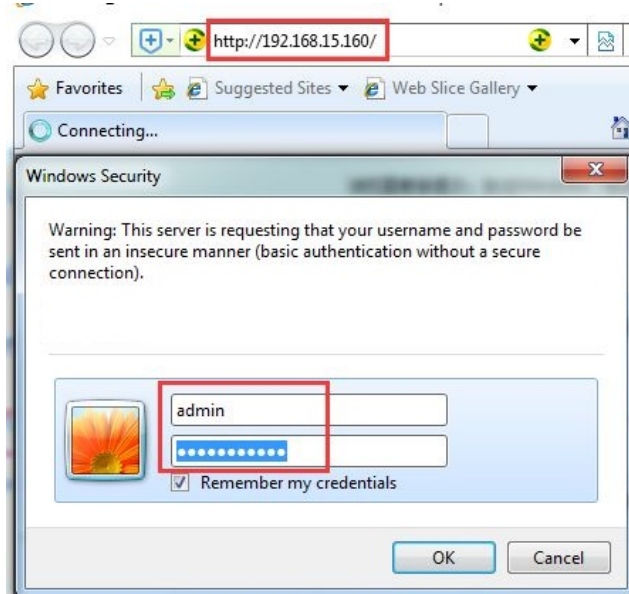 http://192.168.15.160/
Favorites Suggested Sites Web Slice Gallery
Connecting...
Windows Security
Warning: This server is requesting that your username and password be
sent in an insecure manner (basic authentication without a secure
connection).
admin
●●●●●●●●●●●
Remember my credentials
OK Cancel